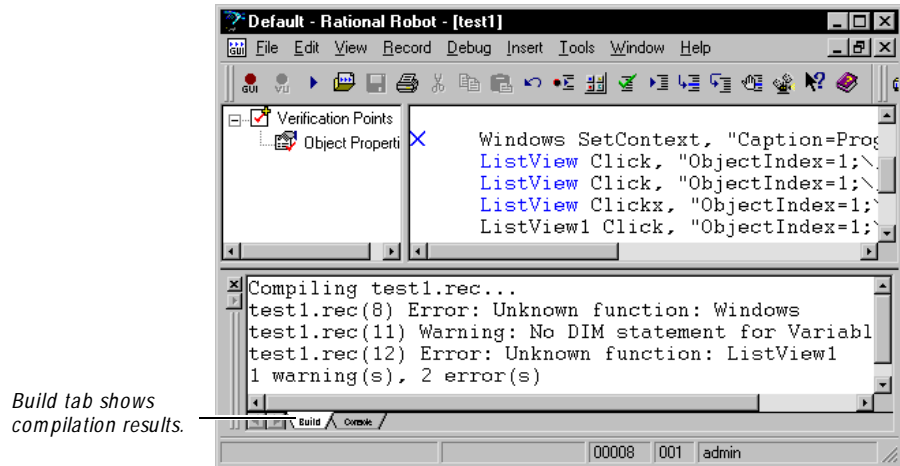 Default - Rational Robot - [test1]
GUI File Edit View Record Debug Insert Tools Window Help
GUI VU
Verification Points
Object Properti
Windows SetContext, "Caption=Prog
ListView Click, "ObjectIndex=1;\
ListView Click, "ObjectIndex=1;\
ListView Clickx, "ObjectIndex=1;
ListView1 Click, "ObjectIndex=1;
Compiling test1.rec...
test1.rec(8) Error: Unknown function: Windows
test1.rec(11) Warning: No DIM statement for Variabl
test1.rec(12) Error: Unknown function: ListView1
1 warning(s), 2 error(s)
Build tab shows
compilation results.
Build Console
00008 001 admin